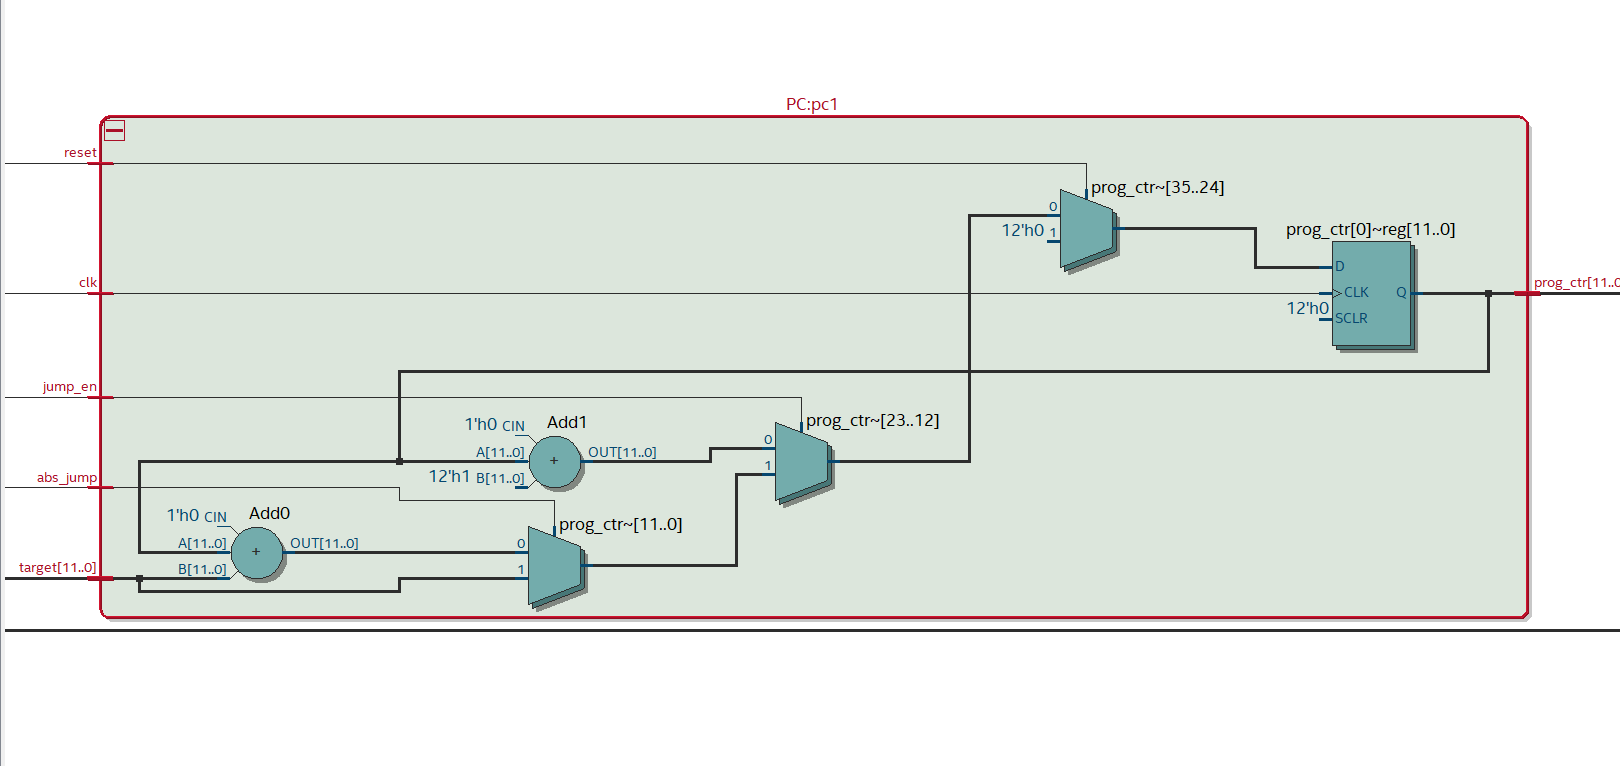 PC:pc1
reset
prog_ctr~[35..24]
0
12'h0 1
prog_ctr[0]~reg[11..0]
D
clk
CLK Q
prog_ctr[11..0
12'h0
SCLR
jump_en
1'h0 CIN
Add1
prog_ctr~[23..12]
0
A[11..0]
+
OUT[11..0]
1
12'h1 B[11..0]
abs_jump
1'h0 CIN
Add0
prog_ctr~[11..0]
A[11..0]
+
OUT[11..0]
0
target[11..0]
B[11..0]
1